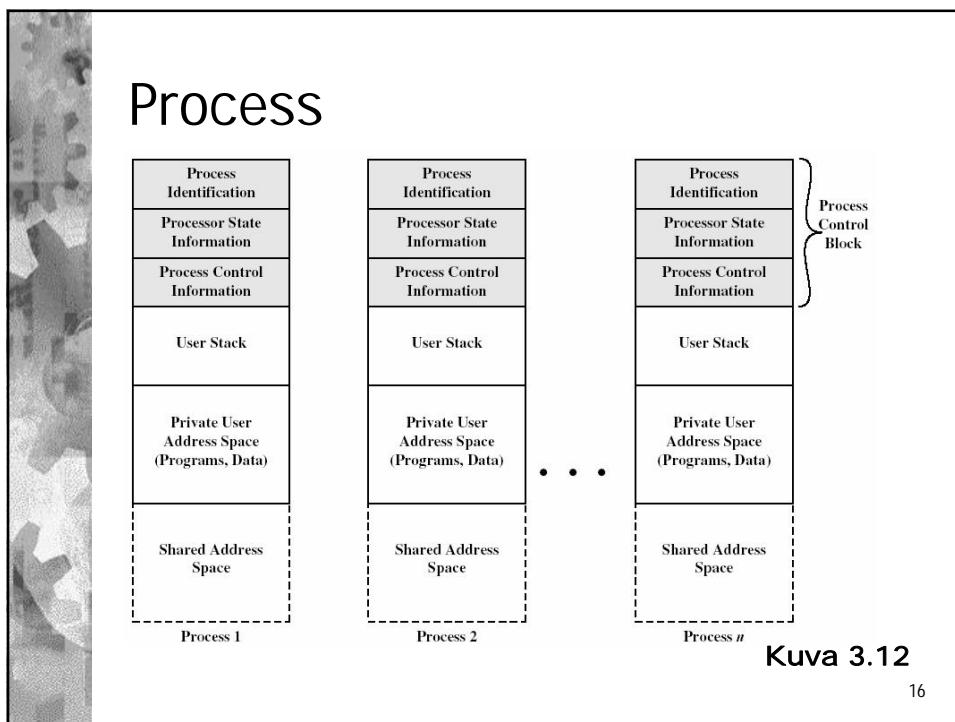 Process
Process
Identification
Processor State
Information
Process Control
Information
User Stack
Private User
Address Space
(Programs, Data)
Shared Address
Space
Process 1
Process
Identification
Processor State
Information
Process Control
Information
User Stack
Private User
Address Space
(Programs, Data)
Shared Address
Space
Process 2
• • •
Process
Identification
Processor State
Information
Process Control
Information
User Stack
Private User
Address Space
(Programs, Data)
Shared Address
Space
Process n
Process
Control
Block
Kuva 3.12
16